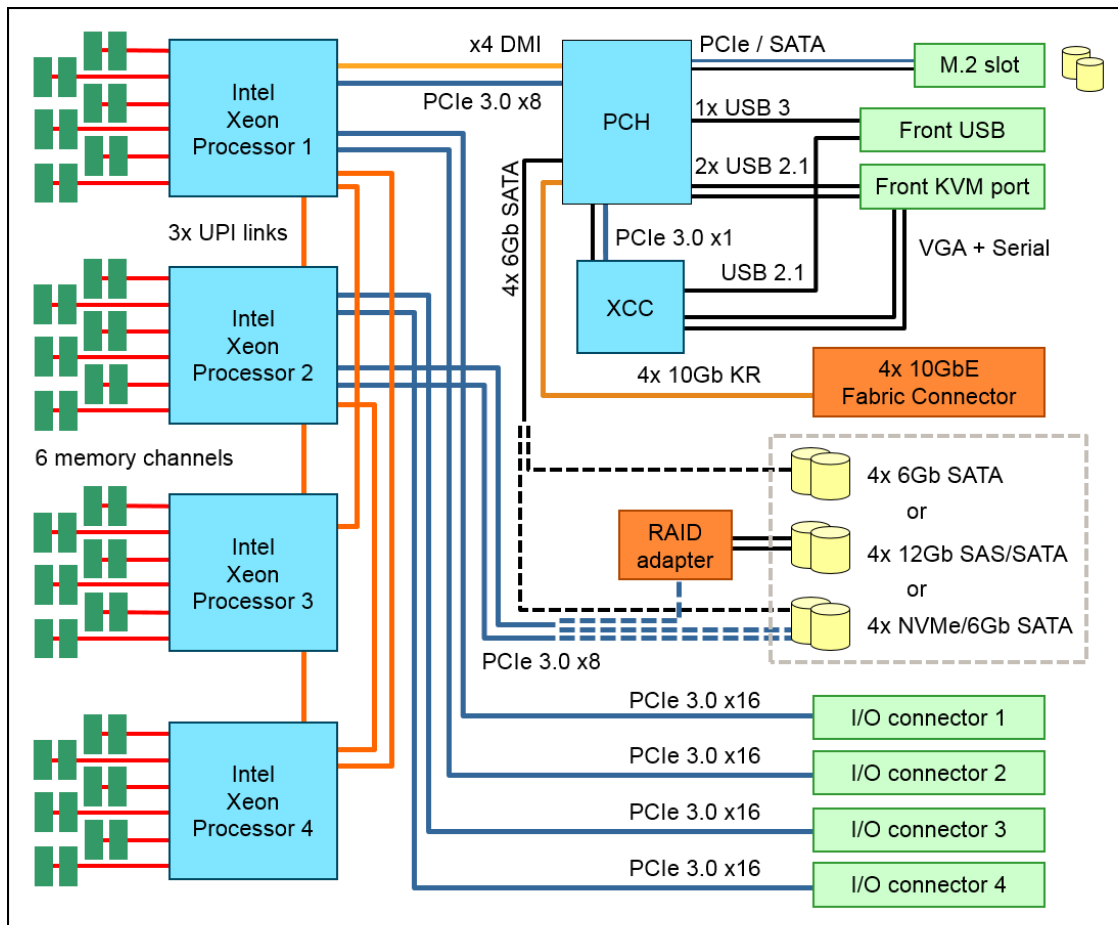 x4 DMI
PCIe / SATA
Intel
Xeon
Processor 1
PCIe 3.0 x8
PCH
M.2 slot
1x USB 3
Front USB
2x USB 2.1
Front KVM port
4x 6Gb SATA
3x UPI links
PCIe 3.0 x1
VGA + Serial
USB 2.1
XCC
Intel
Xeon
Processor 2
4x 10Gb KR
4x 10GbE
Fabric Connector
6 memory channels
4x 6Gb SATA
or
RAID
adapter
4x 12Gb SAS/SATA
or
4x NVMe/6Gb SATA
Intel
Xeon
Processor 3
PCIe 3.0 x8
PCIe 3.0 x16
I/O connector 1
PCIe 3.0 x16
I/O connector 2
Intel
Xeon
Processor 4
PCIe 3.0 x16
I/O connector 3
PCIe 3.0 x16
I/O connector 4